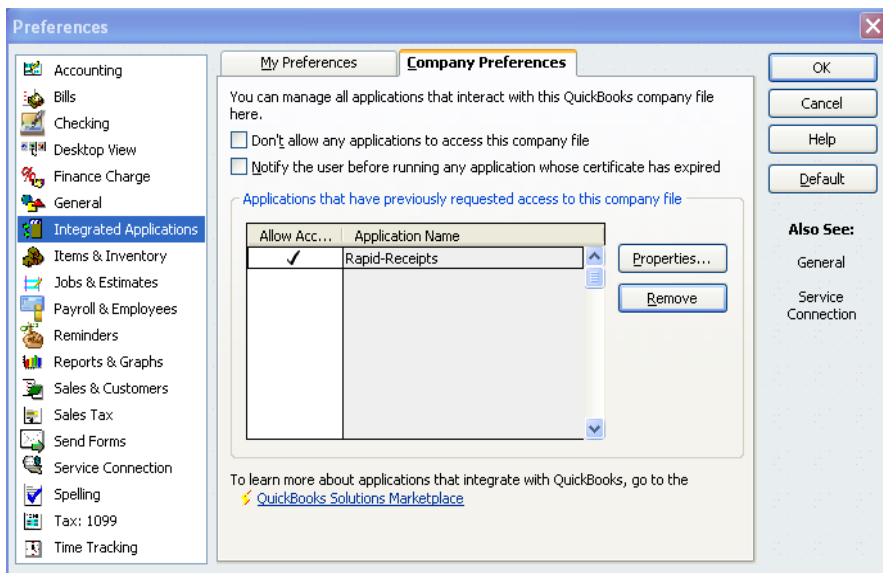 Preferences
Accounting
Bills
Checking
Desktop View
Finance Charge
General
Integrated Applications
Items & Inventory
Jobs & Estimates
Payroll & Employees
Reminders
Reports & Graphs
Sales & Customers
Sales Tax
Send Forms
Service Connection
Spelling
Tax: 1099
Time Tracking
My Preferences
Company Preferences
You can manage all applications that interact with this QuickBooks company file
here.
Don't allow any applications to access this company file
Notify the user before running any application whose certificate has expired
Applications that have previously requested access to this company file
Allow Acc... Application Name
Rapid-Receipts
Properties...
Remove
To learn more about applications that integrate with QuickBooks, go to the
QuickBooks Solutions Marketplace
OK
Cancel
Help
Default
Also See:
General
Service
Connection